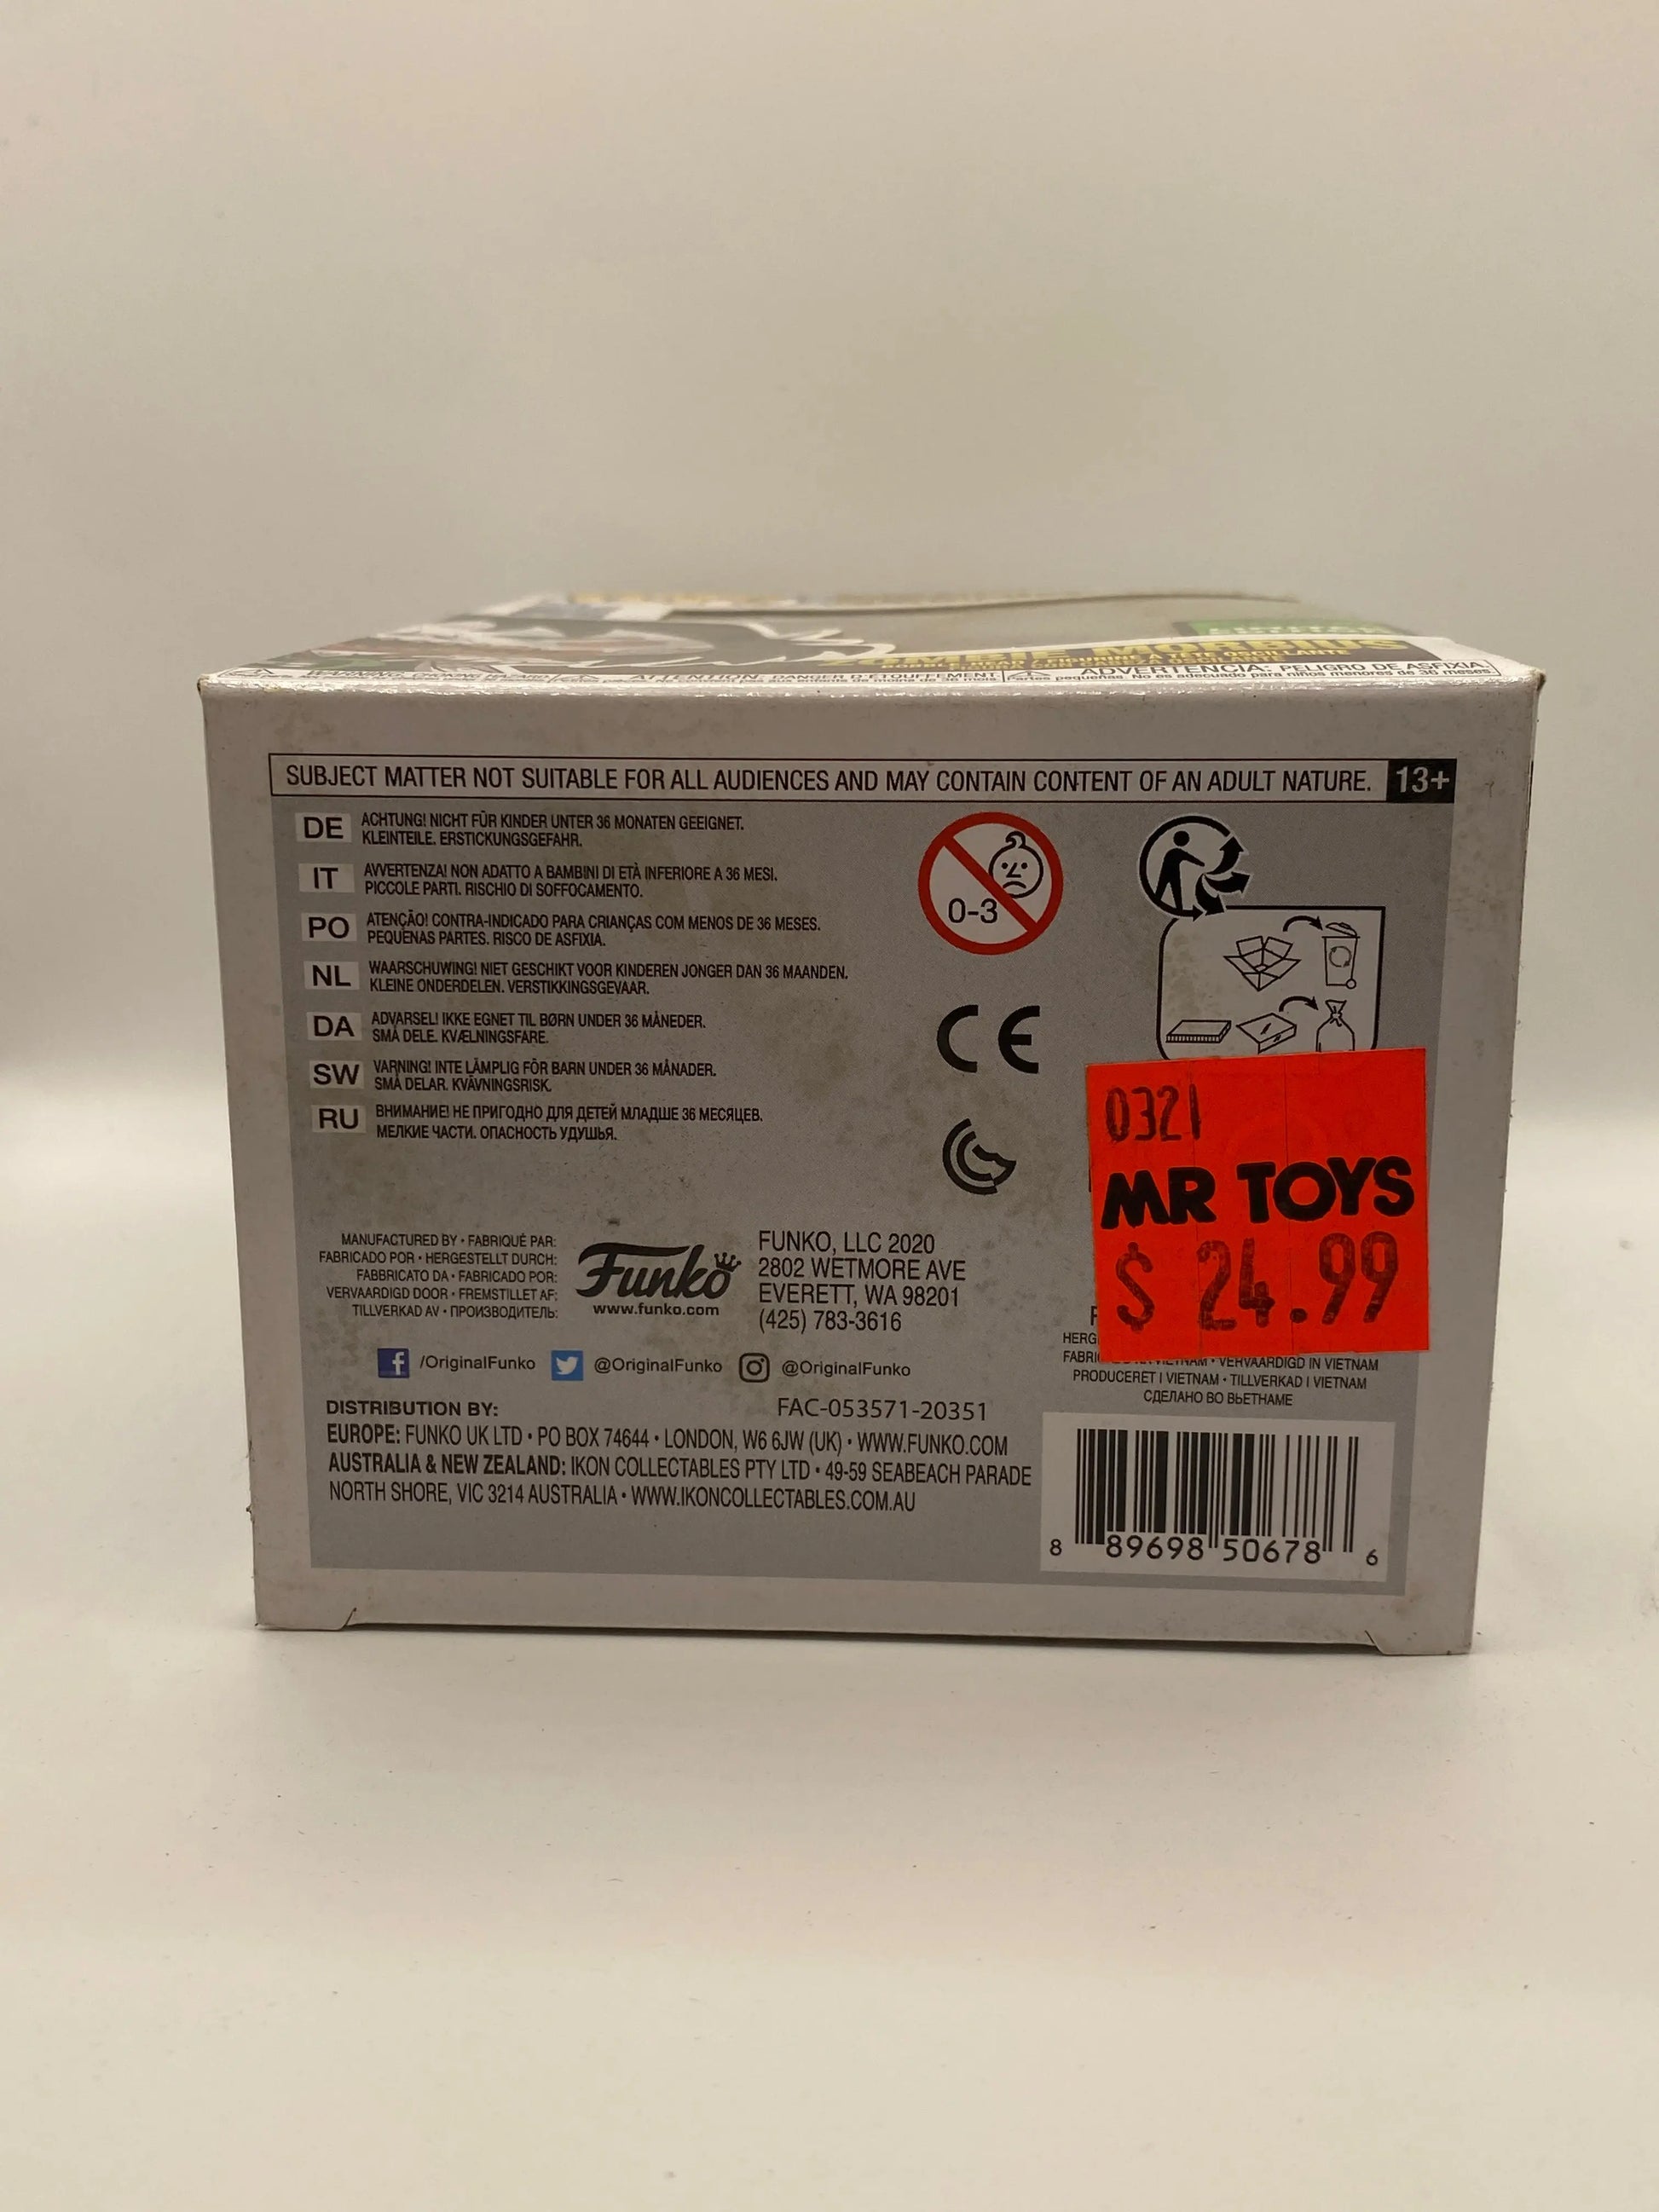 ZOMBIE MORBIUS
ATTENTION: DANGER D'ÉTOUFFEMENT
ADVERTENCIA: PELIGRO DE ASFIXIA
No es adecuado para niños menores de 36 meses
SUBJECT MATTER NOT SUITABLE FOR ALL AUDIENCES AND MAY CONTAIN CONTENT OF AN ADULT NATURE. 13+
DE ACHTUNG! NICHT FÜR KINDER UNTER 36 MONATEN GEEIGNET.
KLEINTEILE. ERSTICKUNGSGEFAHR.
IT AVVERTENZA! NON ADATTO A BAMBINI DI ETÀ INFERIORE A 36 MESI.
PICCOLE PARTI. RISCHIO DI SOFFOCAMENTO.
PO ATENÇÃO! CONTRA-INDICADO PARA CRIANÇAS COM MENOS DE 36 MESES.
PEQUENAS PARTES. RISCO DE ASFIXIA.
NL WAARSCHUWING! NIET GESCHIKT VOOR KINDEREN JONGER DAN 36 MAANDEN.
KLEINE ONDERDELEN. VERSTIKKINGSGEVAAR.
DA ADVARSEL! IKKE EGNET TIL BØRN UNDER 36 MÅNEDER.
SMÅ DELE. KVÆLNINGSFARE.
SW VARNING! INTE LÄMPLIG FÖR BARN UNDER 36 MÅNADER.
SMÅ DELAR. KVÄVNINGSRISK.
RU ВНИМАНИЕ! НЕ ПРИГОДНО ДЛЯ ДЕТЕЙ МЛАДШЕ 36 МЕСЯЦЕВ.
МЕЛКИЕ ЧАСТИ. ОПАСНОСТЬ УДУШЬЯ.
0-3
CE
0321
MR TOYS
$ 24.99
MANUFACTURED BY • FABRIQUÉ PAR:
FABRICADO POR • HERGESTELLT DURCH:
FABBRICATO DA • FABRICADO POR:
VERVAARDIGD DOOR • FREMSTILLET AF:
TILLVERKAD AV • ПРОИЗВОДИТЕЛЬ:
Funko
www.funko.com
FUNKO, LLC 2020
2802 WETMORE AVE
EVERETT, WA 98201
(425) 783-3616
/OriginalFunko @OriginalFunko @OriginalFunko
VIETNAM • VERVAARDIGD IN VIETNAM
PRODUCERET I VIETNAM • TILLVERKAD I VIETNAM
СДЕЛАНО ВО ВЬЕТНАМЕ
DISTRIBUTION BY: FAC-053571-20351
EUROPE: FUNKO UK LTD • PO BOX 74644 • LONDON, W6 6JW (UK) • WWW.FUNKO.COM
AUSTRALIA & NEW ZEALAND: IKON COLLECTABLES PTY LTD • 49-59 SEABEACH PARADE
NORTH SHORE, VIC 3214 AUSTRALIA • WWW.IKONCOLLECTABLES.COM.AU
8 89698 50678 6